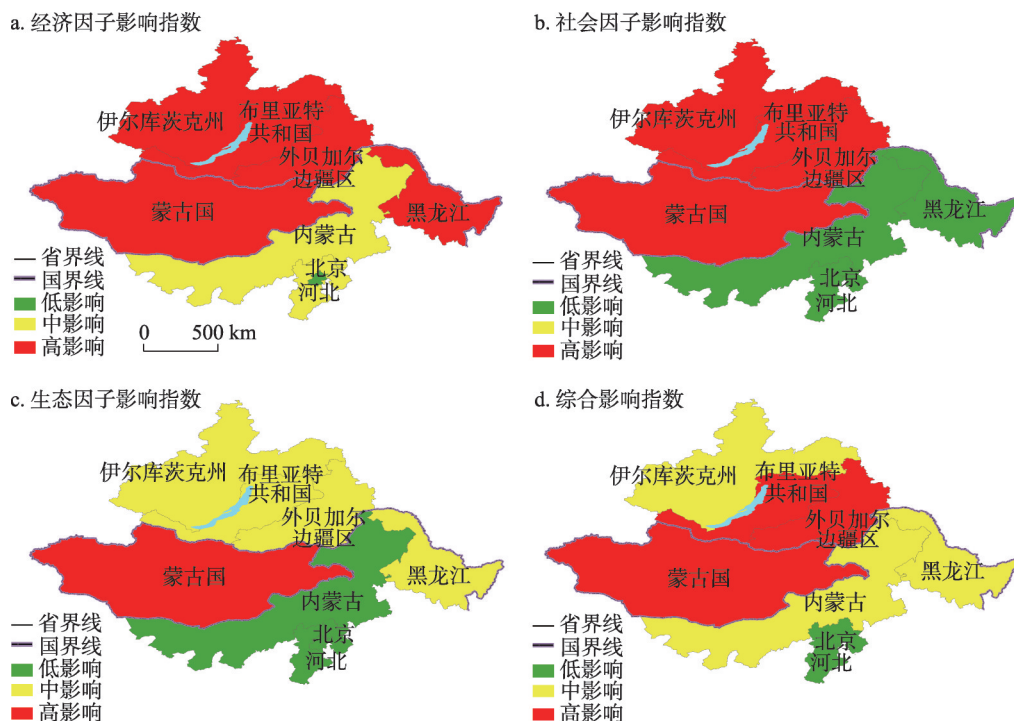 a. 经济因子影响指数
伊尔库茨克州
布里亚特
共和国
外贝加尔
边疆区
蒙古国
黑龙江
内蒙古
北京
河北
省界线
国界线
低影响
中影响
高影响
0 500 km
b. 社会因子影响指数
伊尔库茨克州
布里亚特
共和国
外贝加尔
边疆区
蒙古国
黑龙江
内蒙古
北京
河北
省界线
国界线
低影响
中影响
高影响
c. 生态因子影响指数
伊尔库茨克州
布里亚特
共和国
外贝加尔
边疆区
蒙古国
黑龙江
内蒙古
北京
河北
省界线
国界线
低影响
中影响
高影响
d. 综合影响指数
伊尔库茨克州
布里亚特
共和国
外贝加尔
边疆区
蒙古国
黑龙江
内蒙古
北京
河北
省界线
国界线
低影响
中影响
高影响